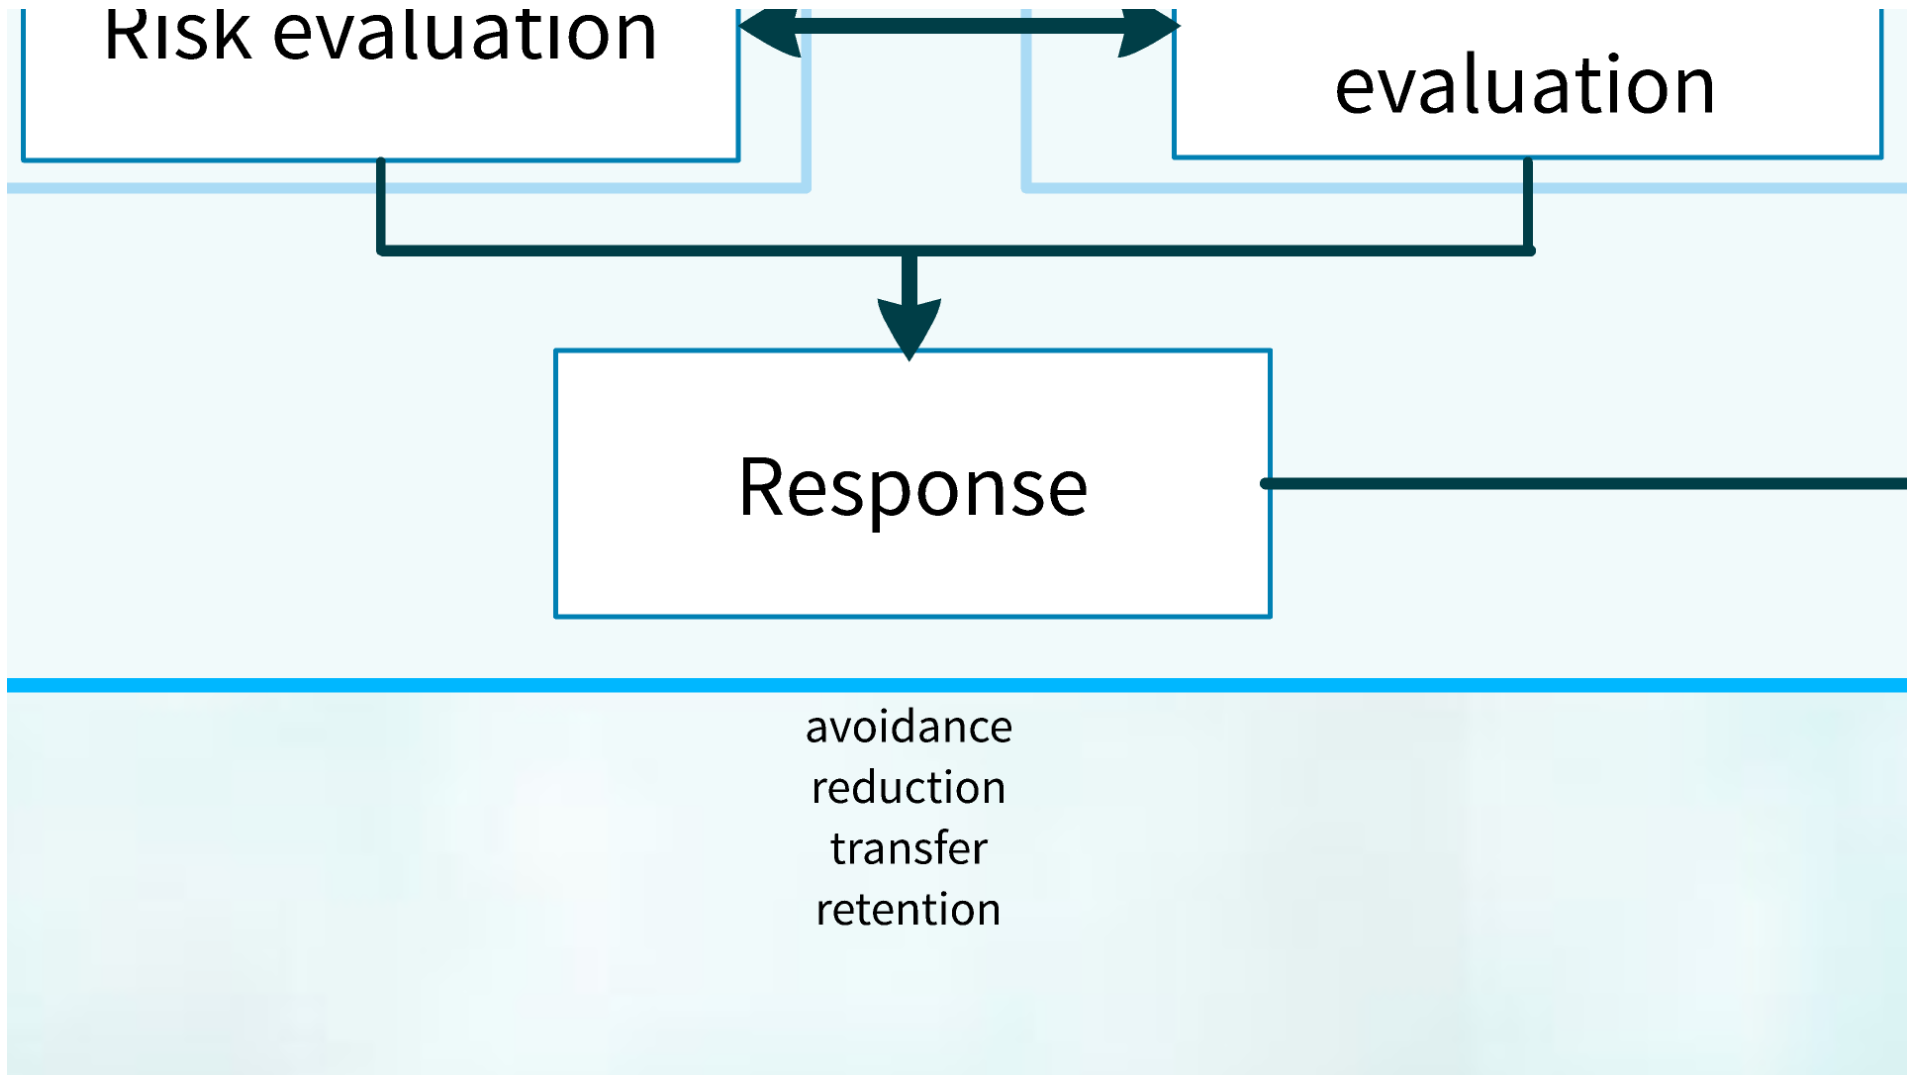 Risk evaluation
evaluation
Response
avoidance
reduction
transfer
retention